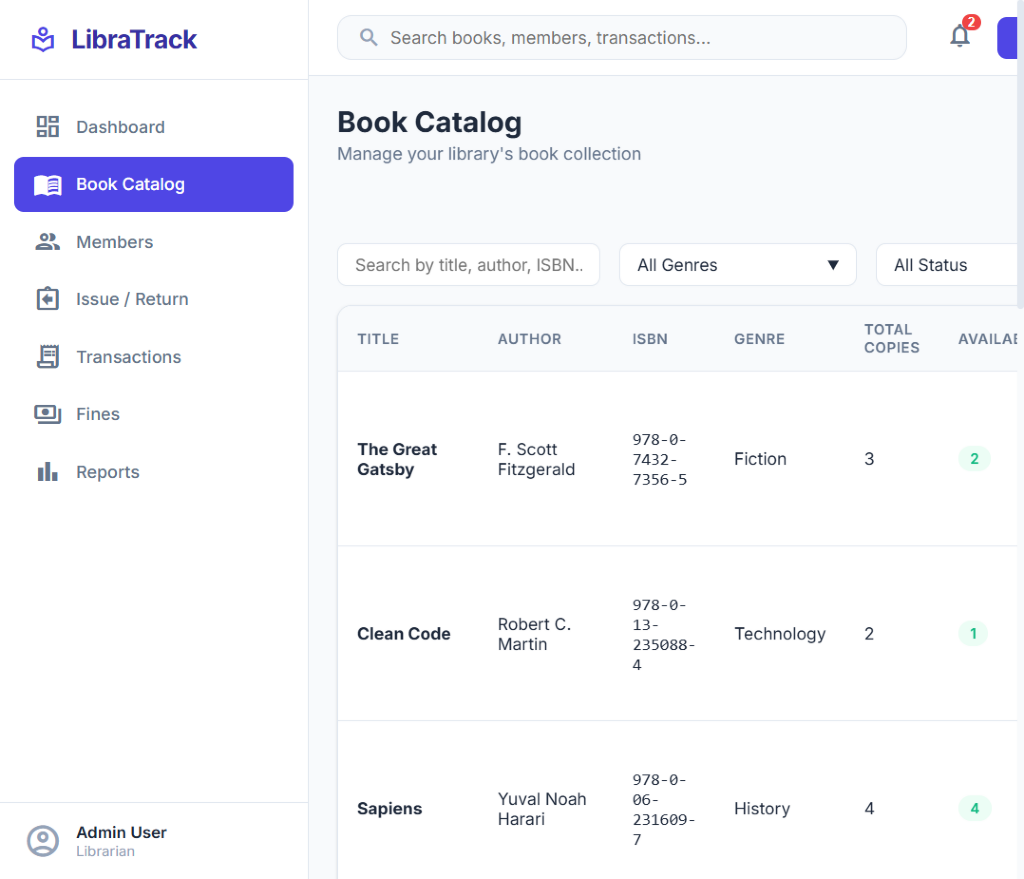 LibraTrack
Search books, members, transactions...
2
Dashboard
Book Catalog
Members
Issue / Return
Transactions
Fines
Reports
Admin User
Librarian
Book Catalog
Manage your library's book collection
Search by title, author, ISBN..
All Genres
All Status
TITLE
AUTHOR
ISBN
GENRE
TOTAL
COPIES
AVAILAB
The Great
Gatsby
F. Scott
Fitzgerald
978-0-
7432-
7356-5
Fiction
3
2
Clean Code
Robert C.
Martin
978-0-
13-
235088-
4
Technology
2
1
Sapiens
Yuval Noah
Harari
978-0-
06-
231609-
7
History
4
4